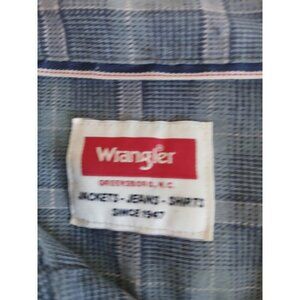 Wrangler
GREENSBORO, N.C.
JACKETS - JEANS - SHIRTS
SINCE 1947